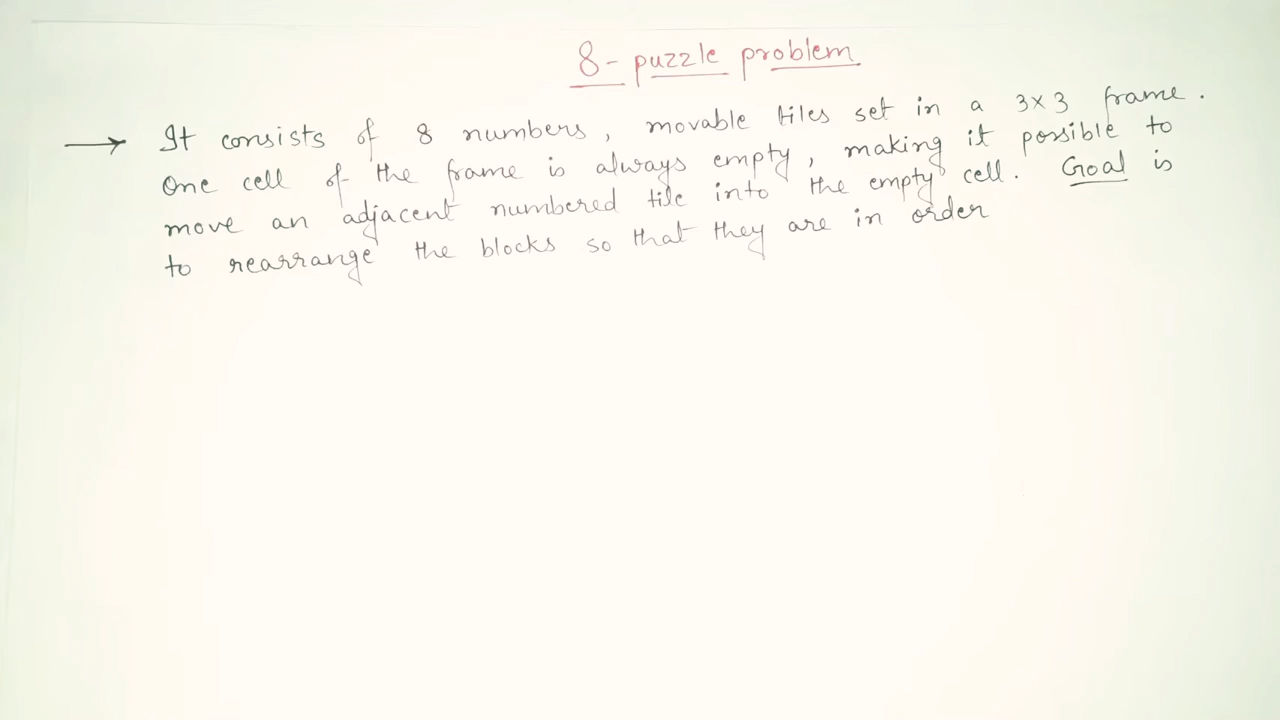 8- puzzle problem
→ It consists of 8 numbers, movable tiles set in a 3×3 frame.
One cell of the frame is always empty, making it possible to
move an adjacent numbered tile into the empty cell. Goal is
to rearrange the blocks so that they are in order